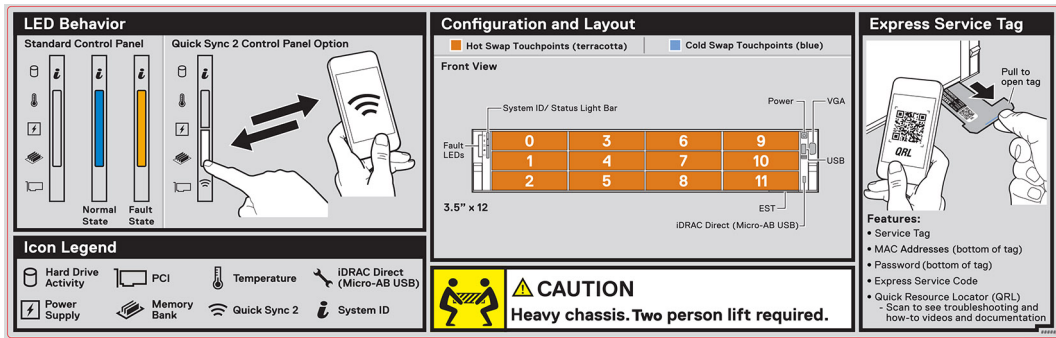 LED Behavior
Standard Control Panel
Quick Sync 2 Control Panel Option
i
i
i
i
Normal
State
Fault
State
Icon Legend
Hard Drive
Activity
PCI
Temperature
iDRAC Direct
(Micro-AB USB)
Power
Supply
Memory
Bank
Quick Sync 2
i
System ID
Configuration and Layout
Hot Swap Touchpoints (terracotta)
Cold Swap Touchpoints (blue)
Front View
System ID/ Status Light Bar
Power
VGA
Fault
LEDs
0 3 6 9
1 4 7 10
2 5 8 11
USB
3.5" x 12
EST
iDRAC Direct (Micro-AB USB)
CAUTION
Heavy chassis. Two person lift required.
Express Service Tag
Pull to
open tag
QRL
Features:
• Service Tag
• MAC Addresses (bottom of tag)
• Password (bottom of tag)
• Express Service Code
• Quick Resource Locator (QRL)
- Scan to see troubleshooting and
how-to videos and documentation
#####